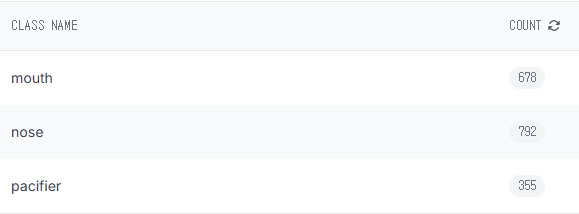 CLASS NAME COUNT
mouth 678
nose 792
pacifier 355